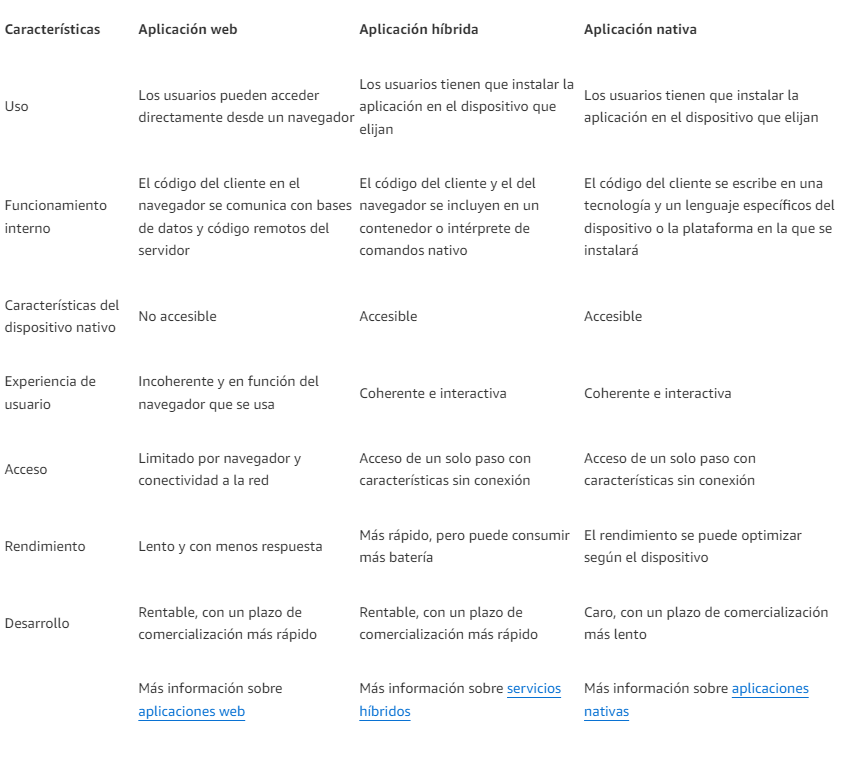 Características Aplicación web Aplicación híbrida Aplicación nativa
Uso
Los usuarios pueden acceder
directamente desde un navegador
Los usuarios tienen que instalar la
aplicación en el dispositivo que
elijan
Los usuarios tienen que instalar la
aplicación en el dispositivo que elijan
Funcionamiento
interno
El código del cliente en el
navegador se comunica con bases
de datos y código remotos del
servidor
El código del cliente y el del
navegador se incluyen en un
contenedor o intérprete de
comandos nativo
El código del cliente se escribe en una
tecnología y un lenguaje específicos del
dispositivo o la plataforma en la que se
instalará
Características del
dispositivo nativo
No accesible
Accesible
Accesible
Experiencia de
usuario
Incoherente y en función del
navegador que se usa
Coherente e interactiva
Coherente e interactiva
Acceso
Limitado por navegador y
conectividad a la red
Acceso de un solo paso con
características sin conexión
Acceso de un solo paso con
características sin conexión
Rendimiento
Lento y con menos respuesta
Más rápido, pero puede consumir
más batería
El rendimiento se puede optimizar
según el dispositivo
Desarrollo
Rentable, con un plazo de
comercialización más rápido
Rentable, con un plazo de
comercialización más rápido
Caro, con un plazo de comercialización
más lento
Más información sobre
aplicaciones web
Más información sobre servicios
híbridos
Más información sobre aplicaciones
nativas